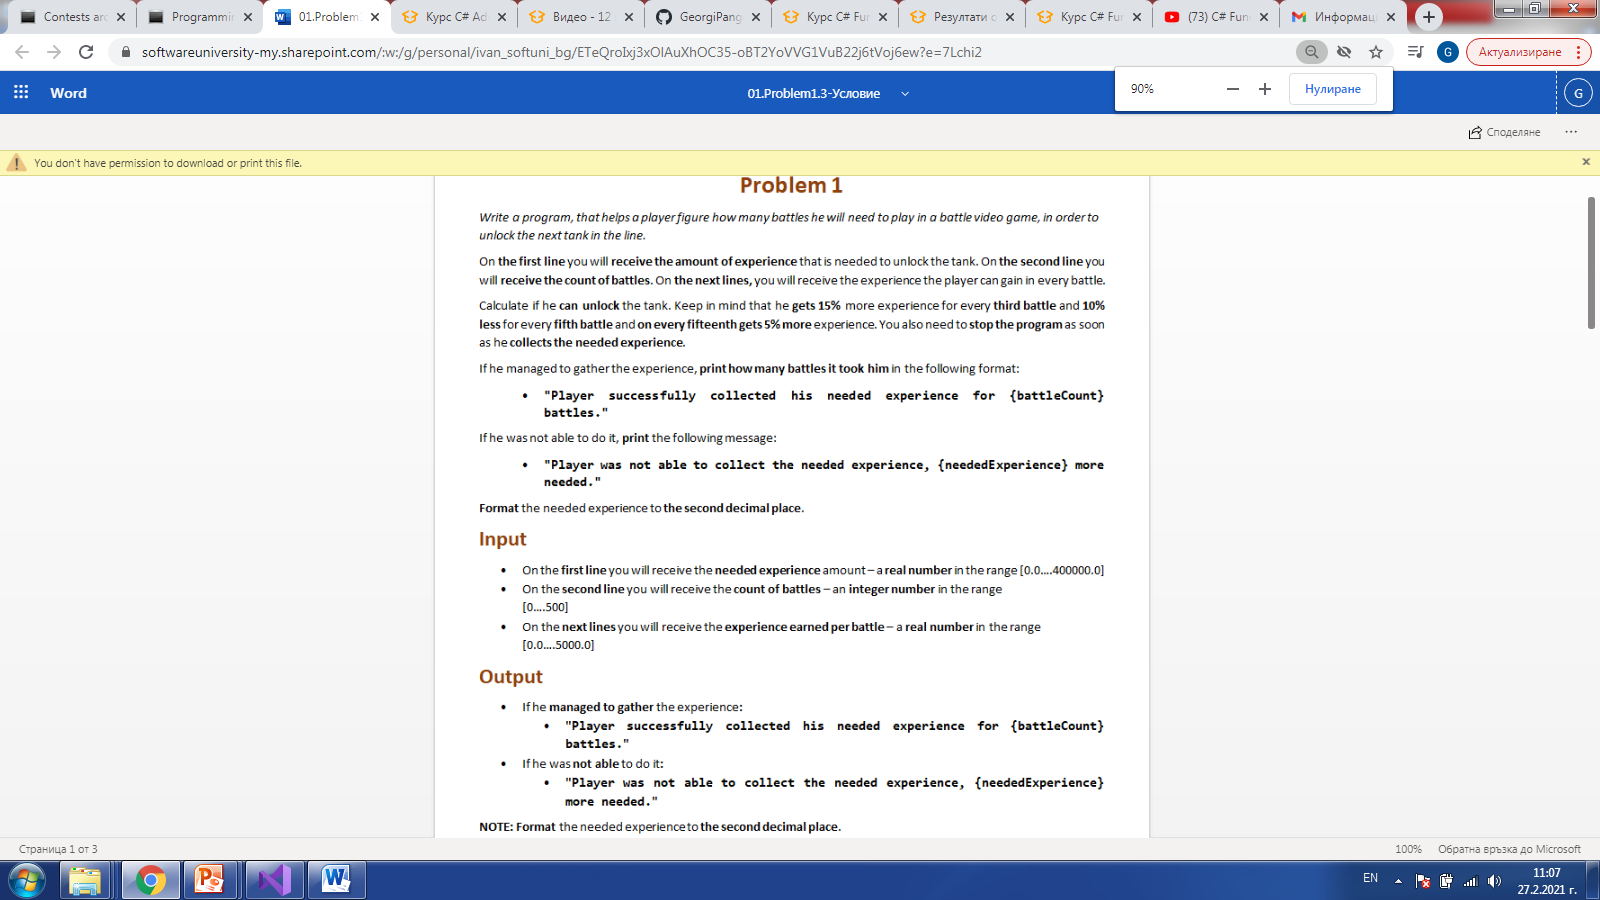 Contests arc
Programmin
01.Problem
Курс C# Ad
Видео - 12
GeorgiPang
Курс C# Fur
Резултати о
Курс C# Fur
(73) C# Fun
Информац
softwareuniversity-my.sharepoint.com/:w:/g/personal/ivan_softuni_bg/ETeQroIxj3xOlAuXhOC35-oBT2YoVVG1VuB22j6tVoj6ew?e=7Lchi2
G
Актуализиране
Word
01.Problem1.3-Условие
90%
Нулиране
G
Споделяне
You don't have permission to download or print this file.
Problem 1
Write a program, that helps a player figure how many battles he will need to play in a battle video game, in order to
unlock the next tank in the line.
On the first line you will receive the amount of experience that is needed to unlock the tank. On the second line you
will receive the count of battles. On the next lines, you will receive the experience the player can gain in every battle.
Calculate if he can unlock the tank. Keep in mind that he gets 15% more experience for every third battle and 10%
less for every fifth battle and on every fifteenth gets 5% more experience. You also need to stop the program as soon
as he collects the needed experience.
If he managed to gather the experience, print how many battles it took him in the following format:
• "Player successfully collected his needed experience for {battleCount}
battles."
If he was not able to do it, print the following message:
• "Player was not able to collect the needed experience, {neededExperience} more
needed."
Format the needed experience to the second decimal place.
Input
• On the first line you will receive the needed experience amount – a real number in the range [0.0….400000.0]
• On the second line you will receive the count of battles – an integer number in the range
[0….500]
• On the next lines you will receive the experience earned per battle – a real number in the range
[0.0….5000.0]
Output
• If he managed to gather the experience:
• "Player successfully collected his needed experience for {battleCount}
battles."
• If he was not able to do it:
• "Player was not able to collect the needed experience, {neededExperience}
more needed."
NOTE: Format the needed experience to the second decimal place.
Страница 1 от 3
100%
Обратна връзка до Microsoft
EN
11:07
27.2.2021 г.